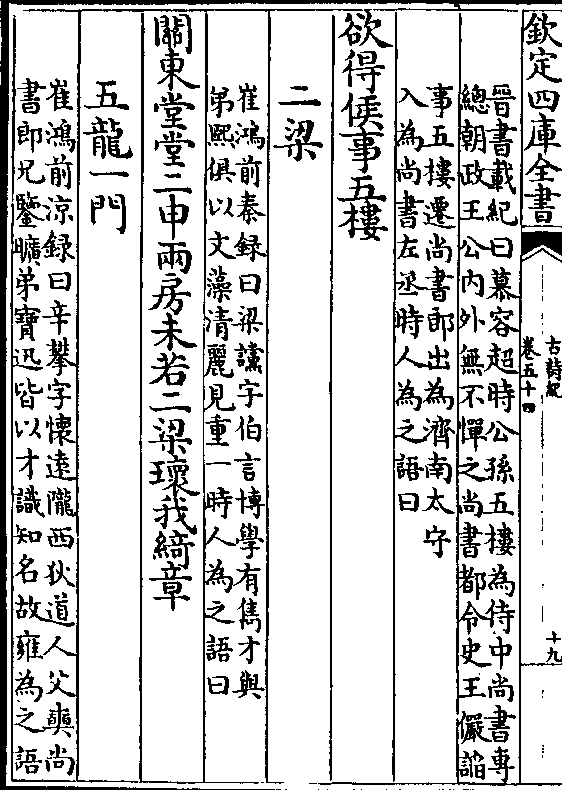 欽定四庫全書
古詩紀
卷五十四
十九
晉書載紀曰慕容超時公孫五樓為侍中尚書專
總朝政王公内外無不憚之尚書都令史王儼諂
事五樓遷尚書郎出為濟南太守
入為尚書左丞時人為之語曰
欲得侯事五樓
二梁
崔鴻前秦録曰梁讜字伯言博學有雋才與
弟熙俱以文藻清麗見重一時人為之語曰
關東堂堂二申兩房未若二梁瓌我綺章
五龍一門
崔鴻前涼録曰辛攀字懷遠隴西狄道人父奭尚
書郎兄鑒曠弟寶迅皆以才識知名故雍為之語